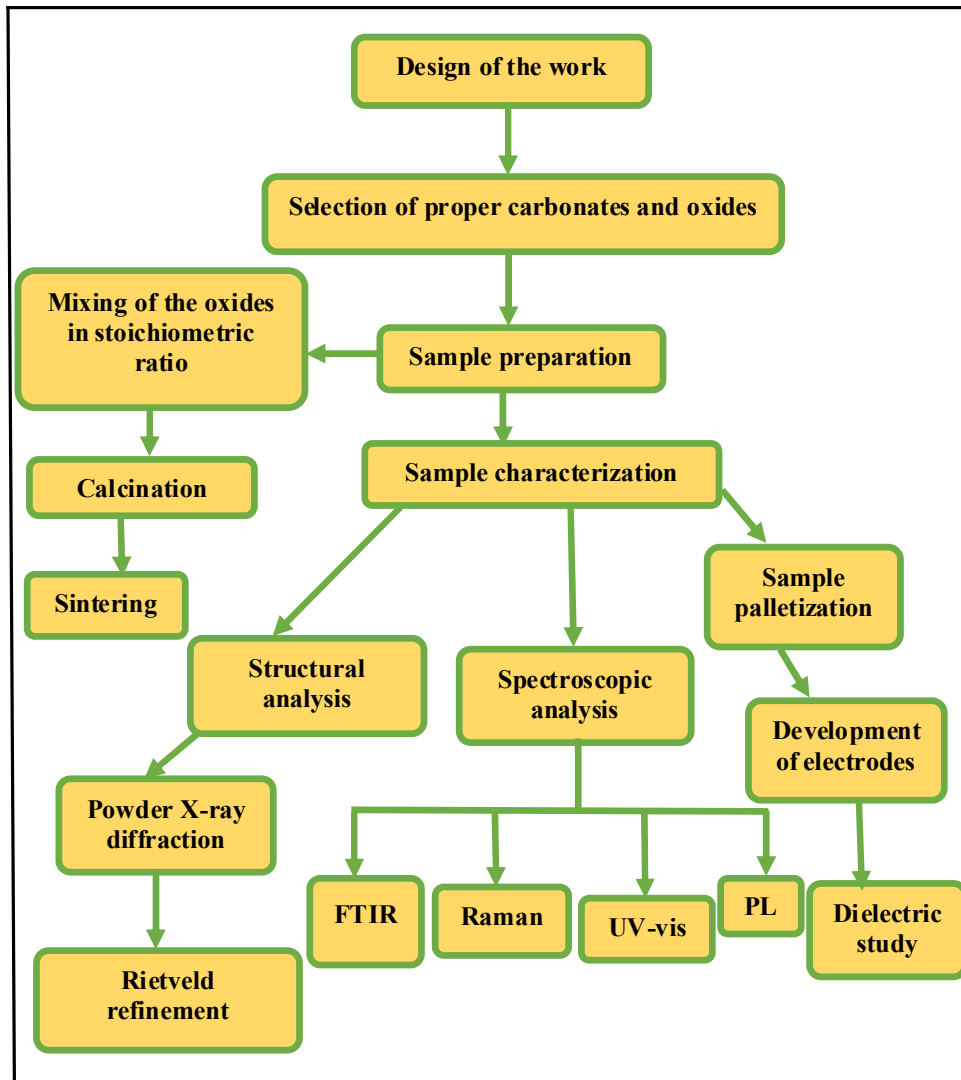 Design of the work
Selection of proper carbonates and oxides
Mixing of the oxides
in stoichiometric
ratio
Sample preparation
Calcination
Sample characterization
Sintering
Sample
palletization
Structural
analysis
Spectroscopic
analysis
Development
of electrodes
Powder X-ray
diffraction
FTIR
Raman
UV-vis
PL
Dielectric
study
Rietveld
refinement